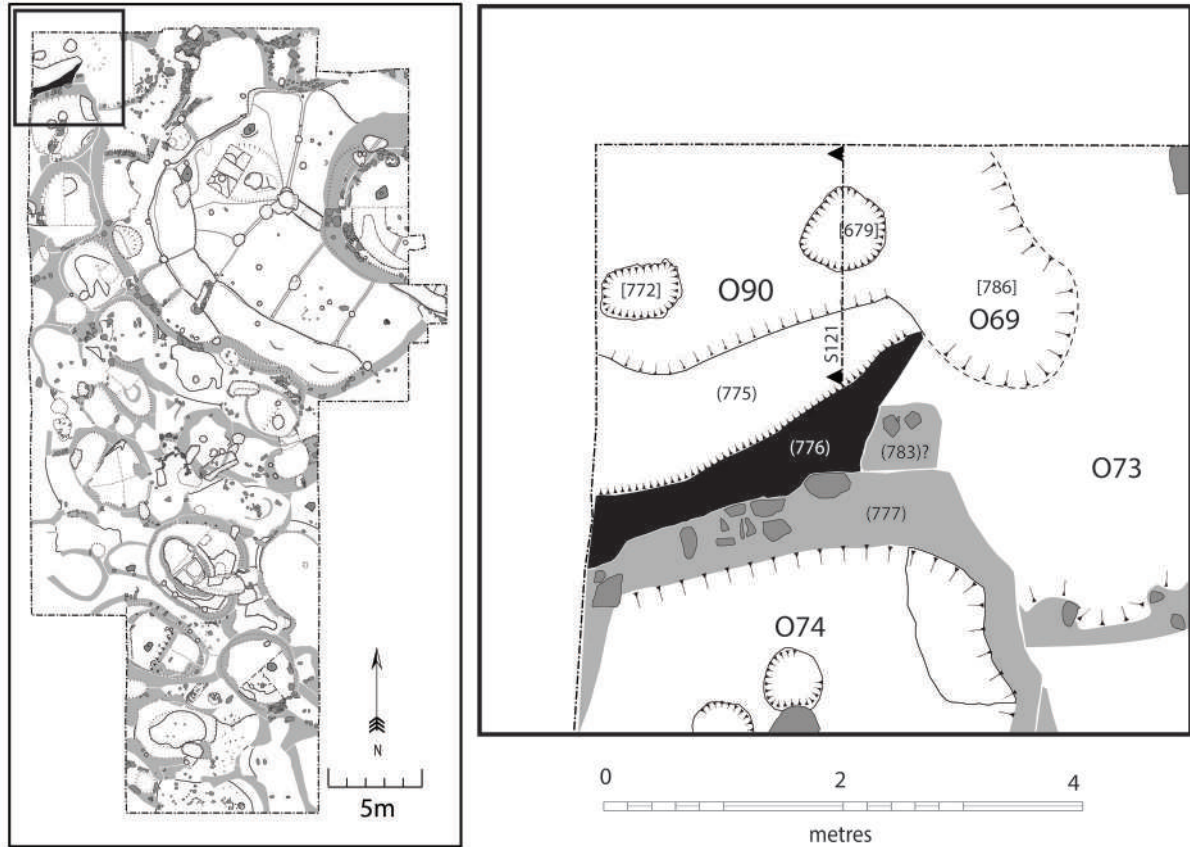 N
5m
[679]
[772]
O90
[786]
O69
S121
(775)
(776)
(783)?
O73
(777)
O74
0 2 4
metres